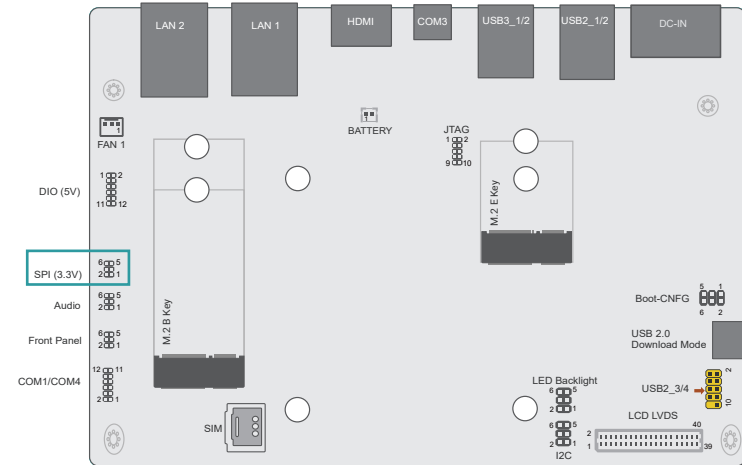 LAN 2
LAN 1
HDMI
COM3
USB3_1/2
USB2_1/2
DC-IN
1
FAN 1
1
BATTERY
JTAG
1 2
9 10
DIO (5V)
1 2
11 12
M.2 E Key
SPI (3.3V)
6 5
2 1
Audio
6 5
2 1
Front Panel
6 5
2 1
COM1/COM4
12 11
2 1
M.2 B Key
SIM
Boot-CNFG
5 1
6 2
USB 2.0
Download Mode
USB2_3/4
2
10
LED Backlight
6 5
2 1
6 5
2 1
I2C
LCD LVDS
2 40
1 39